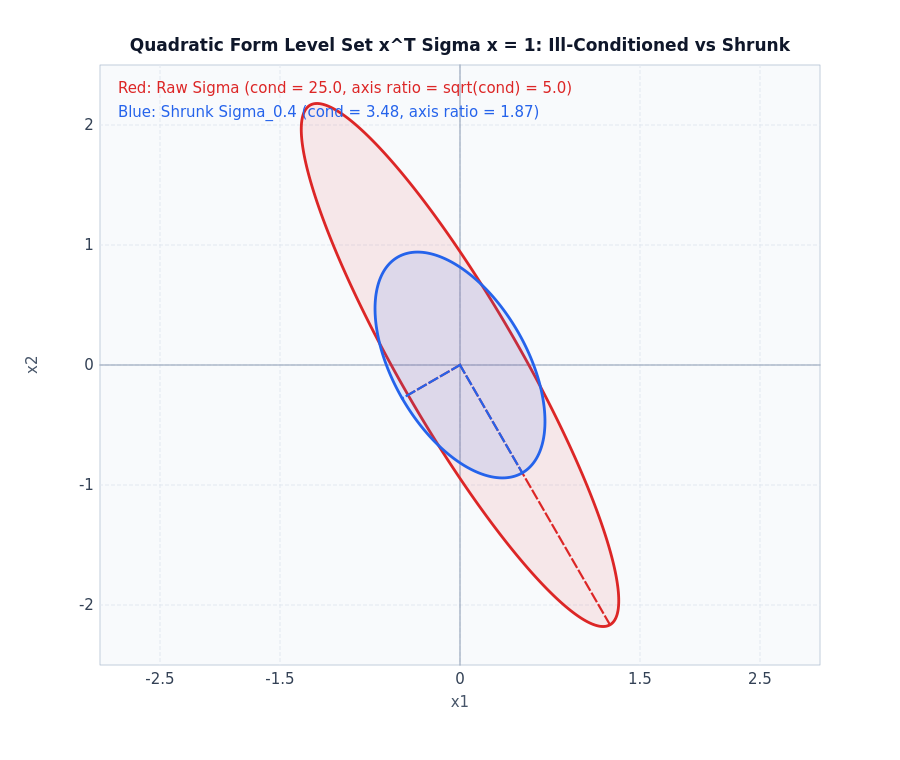 Quadratic Form Level Set x^T Sigma x = 1: Ill-Conditioned vs Shrunk
Red: Raw Sigma (cond = 25.0, axis ratio = sqrt(cond) = 5.0)
Blue: Shrunk Sigma_0.4 (cond = 3.48, axis ratio = 1.87)
2
1
0
-1
-2
x2
-2.5
-1.5
0
1.5
2.5
x1